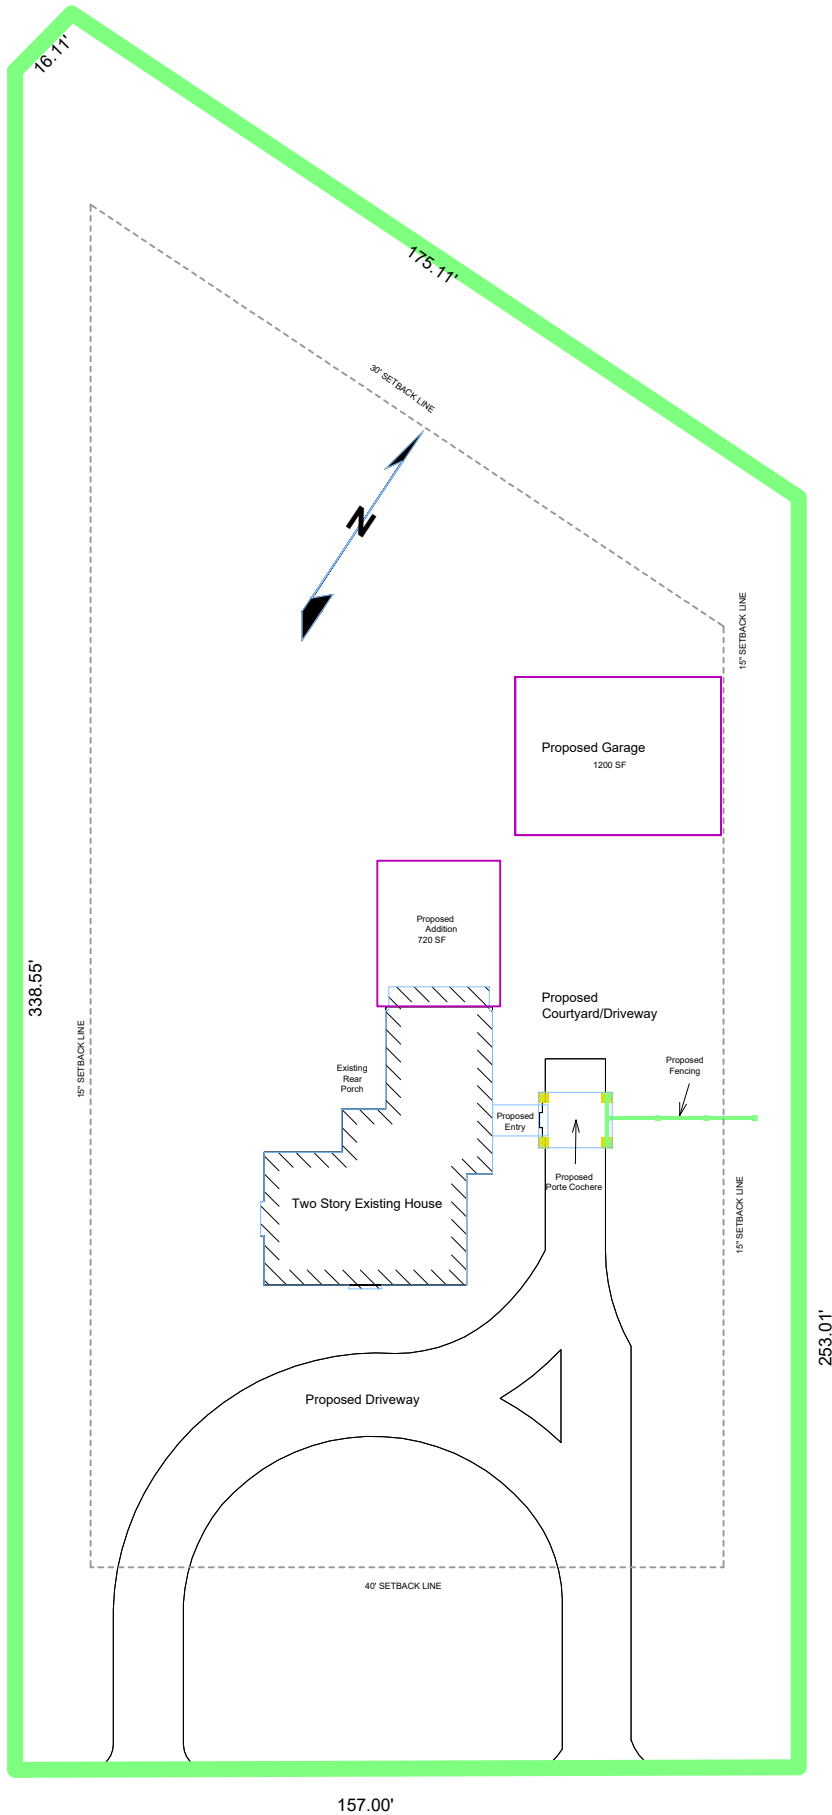 16.11'
175.11'
30' SETBACK LINE
N
15" SETBACK LINE
Proposed Garage
1200 SF
Proposed
Addition
720 SF
338.55'
Proposed
Courtyard/Driveway
15" SETBACK LINE
Existing
Rear
Porch
Proposed
Fencing
Proposed
Entry
Proposed
Porte Cochere
Two Story Existing House
15" SETBACK LINE
253.01'
Proposed Driveway
40' SETBACK LINE
157.00'